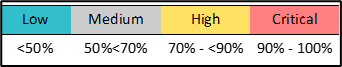 Low Medium High Critical
<50% 50%<70% 70% - <90% 90% - 100%